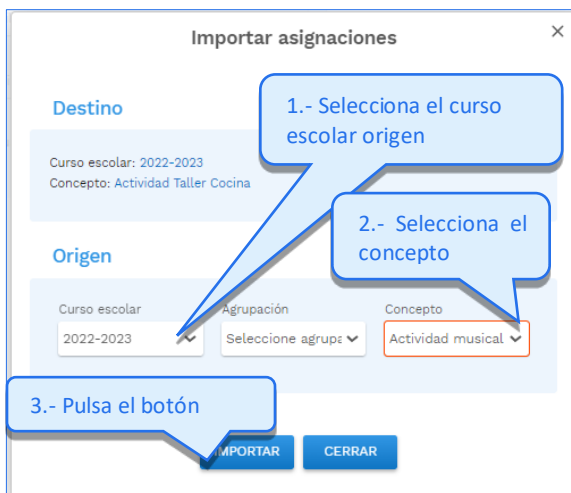 Importar asignaciones
×
Destino
1.- Selecciona el curso
escolar origen
Curso escolar: 2022-2023
Concepto: Actividad Taller Cocina
2.- Selecciona el
concepto
Origen
Curso escolar
Agrupación
Concepto
2022-2023
Seleccione agrupa
Actividad musical
3.- Pulsa el botón
IMPORTAR
CERRAR